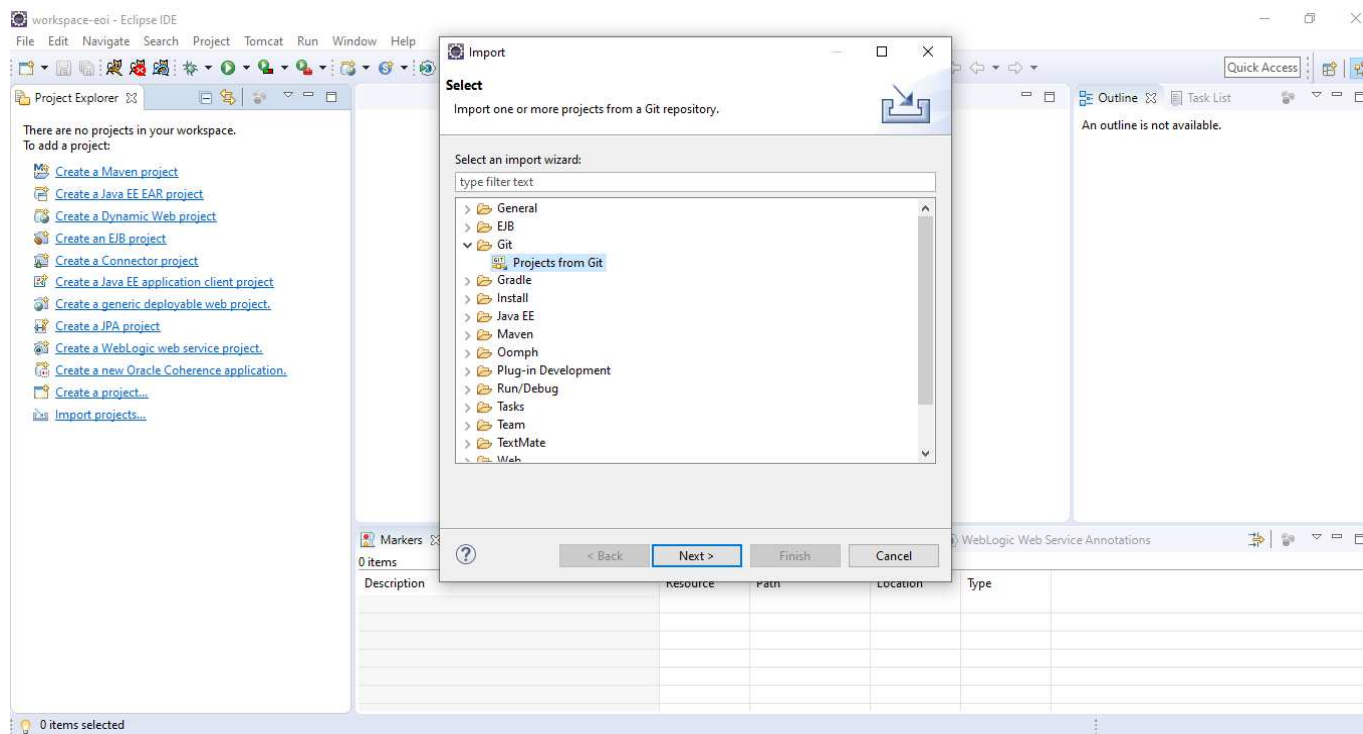 workspace-eoi - Eclipse IDE
File Edit Navigate Search Project Tomcat Run Window Help
Quick Access
Project Explorer
There are no projects in your workspace.
To add a project:
Create a Maven project
Create a Java EE EAR project
Create a Dynamic Web project
Create an EJB project
Create a Connector project
Create a Java EE application client project
Create a generic deployable web project.
Create a JPA project
Create a WebLogic web service project.
Create a new Oracle Coherence application.
Create a project...
Import projects...
Import
Select
Import one or more projects from a Git repository.
Select an import wizard:
type filter text
General
EJB
Git
Projects from Git
Gradle
Install
Java EE
Maven
Oomph
Plug-in Development
Run/Debug
Tasks
Team
TextMate
Web
< Back Next > Finish Cancel
Outline Task List
An outline is not available.
Markers WebLogic Web Service Annotations
0 items
Description Resource Path Location Type
0 items selected